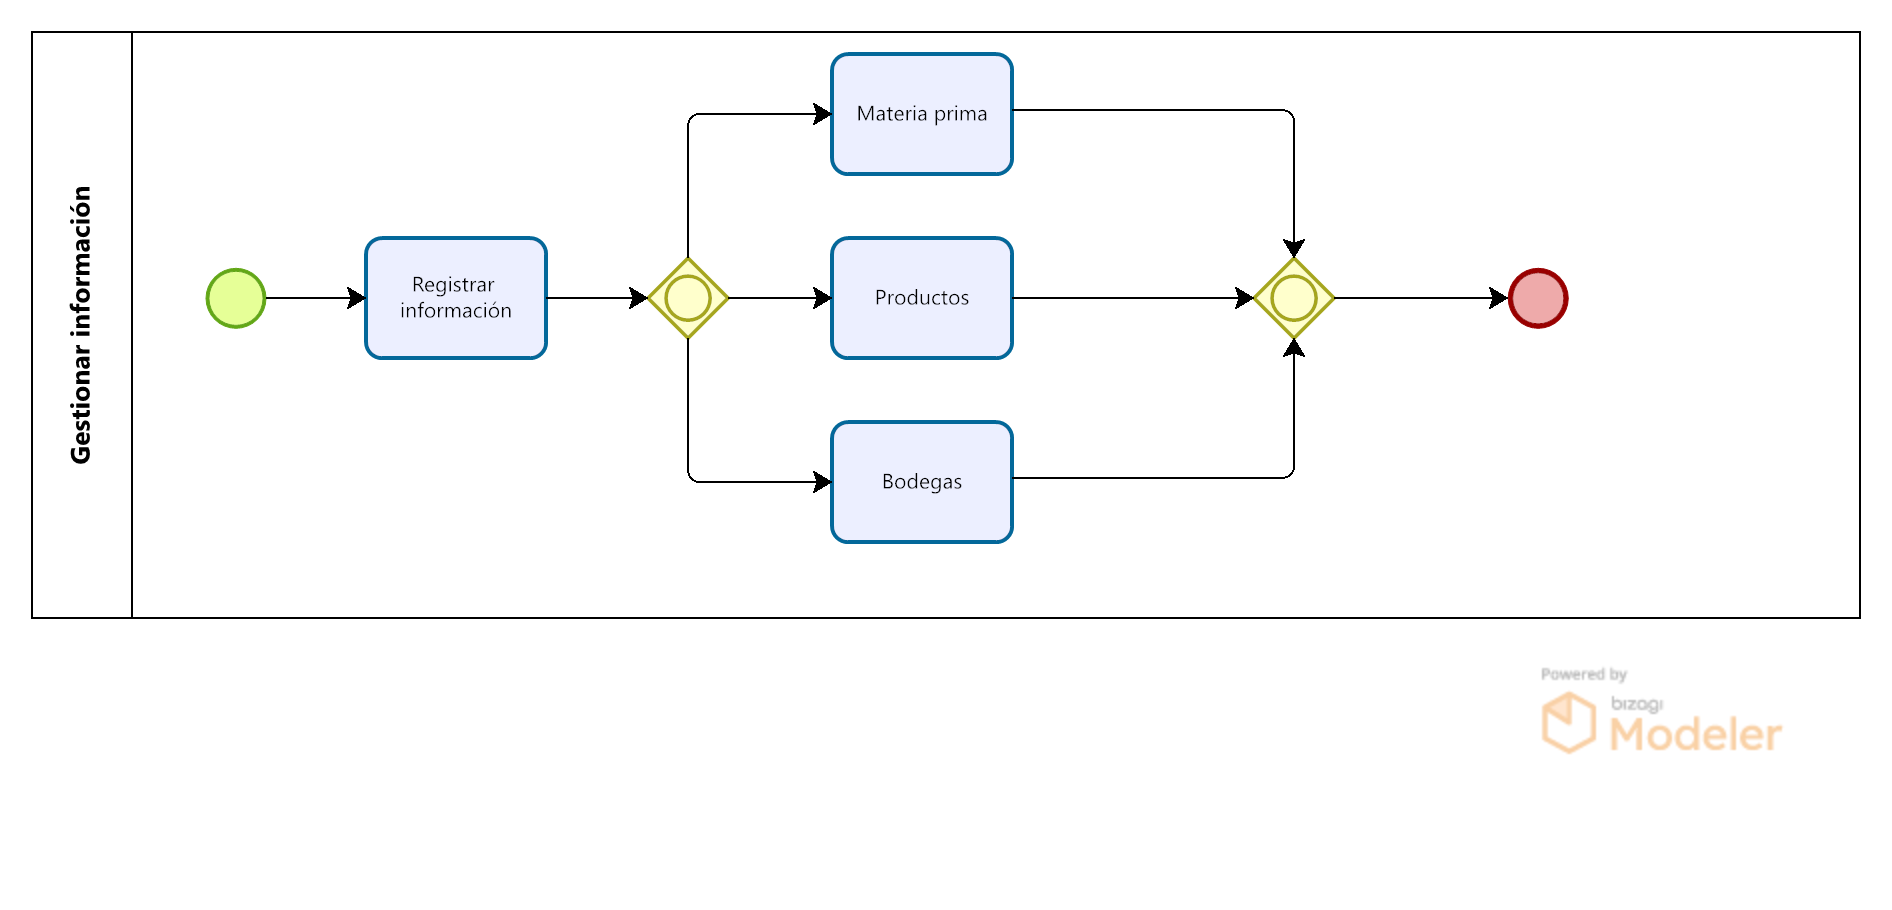 Gestionar información
Registrar
información
Materia prima
Productos
Bodegas
Powered by
bizagi
Modeler